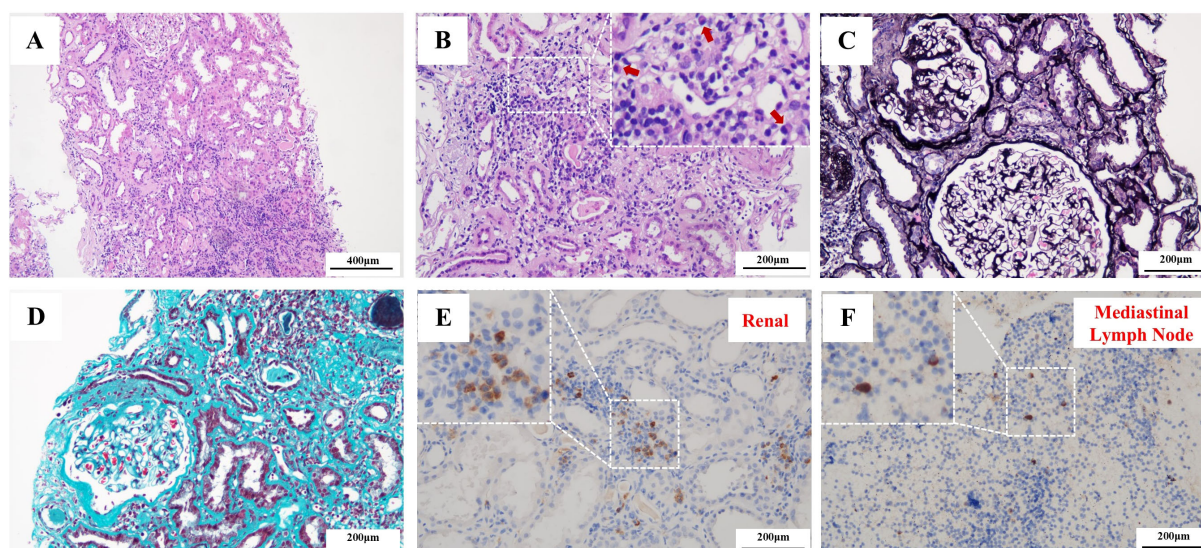 A
400μm
B
200μm
C
200μm
D
200μm
E
Renal
200μm
F
Mediastinal
Lymph Node
200μm